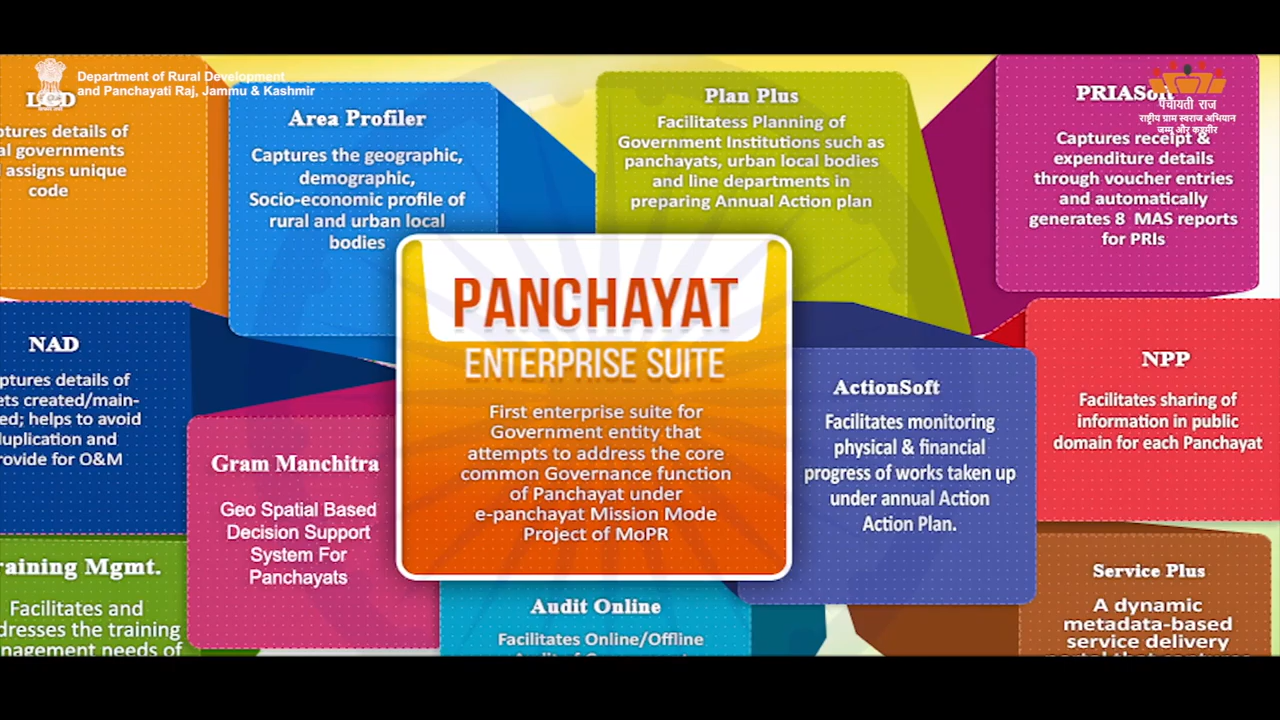 Department of Rural Development
and Panchayati Raj, Jammu & Kashmir
पंचायती राज
राष्ट्रीय ग्राम स्वराज अभियान
जम्मू और कश्मीर
details of
governments
assigns unique
code
Area Profiler
Captures the geographic,
demographic,
Socio-economic profile of
rural and urban local
bodies
Plan Plus
Facilitatess Planning of
Government Institutions such as
panchayats, urban local bodies
and line departments in
preparing Annual Action plan
PRIASoft
Captures receipt &
expenditure details
through voucher entries
and automatically
generates 8 MAS reports
for PRIs
PANCHAYAT
ENTERPRISE SUITE
First enterprise suite for
Government entity that
attempts to address the core
common Governance function
of Panchayat under
e-panchayat Mission Mode
Project of MoPR
NAD
details of
created/main-
helps to avoid
and
for O&M
Gram Manchitra
Geo Spatial Based
Decision Support
System For
Panchayats
ActionSoft
Facilitates monitoring
physical & financial
progress of works taken up
under annual Action
Action Plan.
NPP
Facilitates sharing of
information in public
domain for each Panchayat
raining Mgmt.
Facilitates and
dresses the training
nagement needs of
Audit Online
Facilitates Online/Offline
Service Plus
A dynamic
metadata-based
service delivery